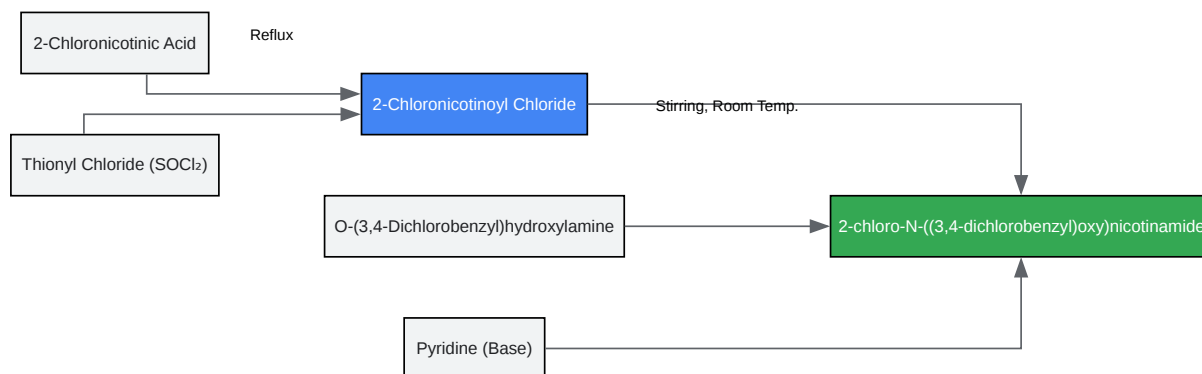 2-Chloronicotinic Acid
Reflux
2-Chloronicotinoyl Chloride
Stirring, Room Temp.
Thionyl Chloride (SOCl₂)
O-(3,4-Dichlorobenzyl)hydroxylamine
2-chloro-N-((3,4-dichlorobenzyl)oxy)nicotinamide
Pyridine (Base)